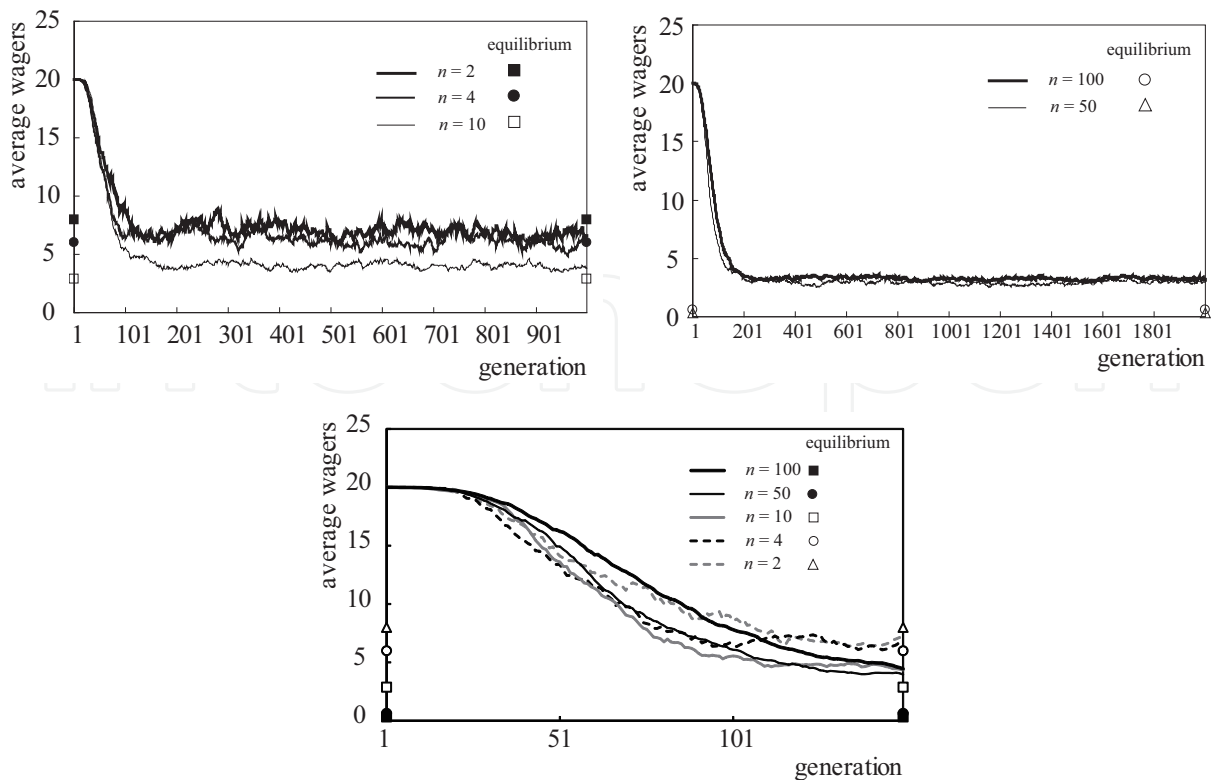 average wagers
25
20
15
10
5
0
1 101 201 301 401 501 601 701 801 901
generation
equilibrium
n = 2
n = 4
n = 10
average wagers
25
20
15
10
5
0
1 201 401 601 801 1001 1201 1401 1601 1801
generation
equilibrium
n = 100
n = 50
average wagers
25
20
15
10
5
0
1 51 101
generation
equilibrium
n = 100
n = 50
n = 10
n = 4
n = 2